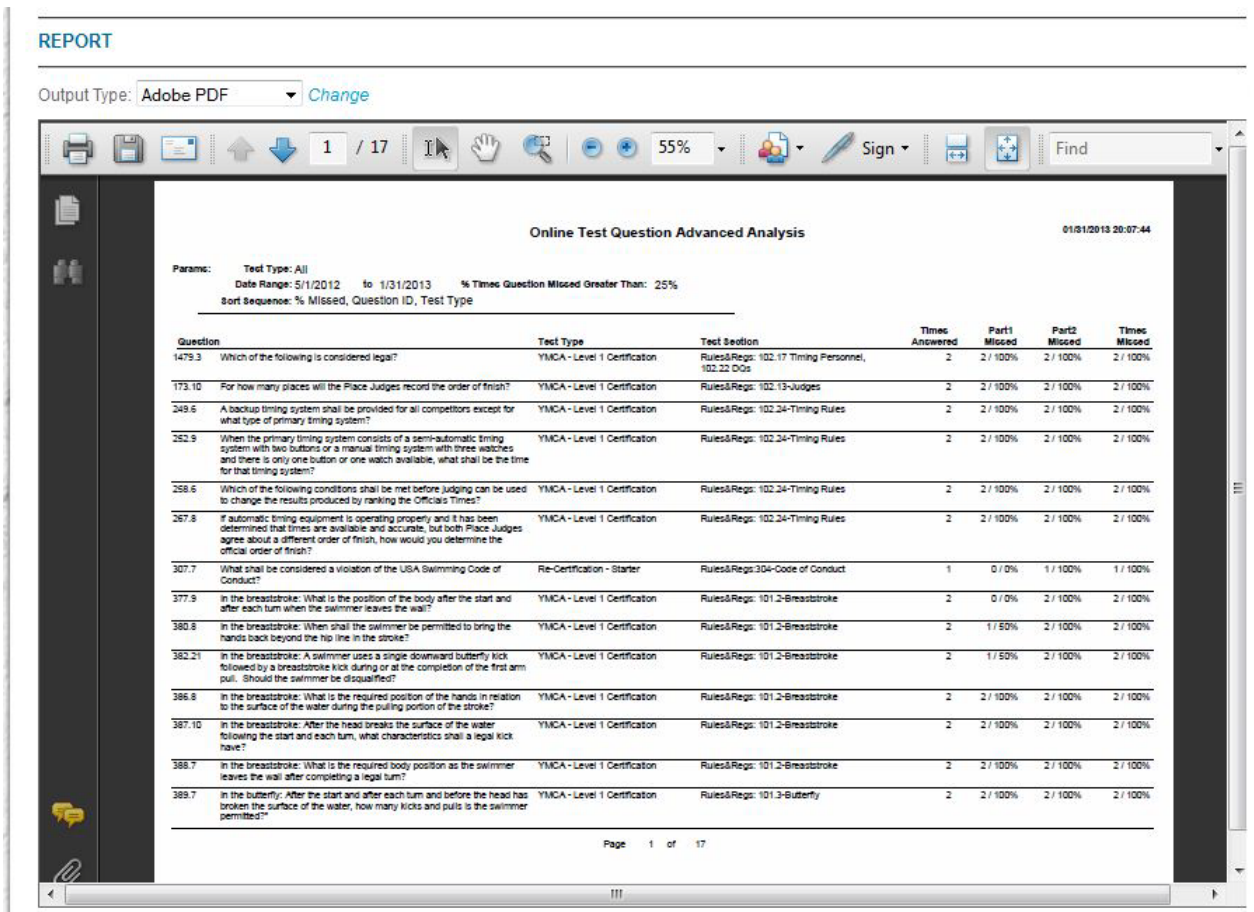 REPORT
Output Type: Adobe PDF Change
1 / 17 55% Sign Find
Online Test Question Advanced Analysis 01/31/2013 20:07:44
Params: Test Type: All
Date Range: 5/1/2012 to 1/31/2013 % Times Question Missed Greater Than: 25%
Sort Sequence: % Missed, Question ID, Test Type
Times Part1 Part2 Times
Question Test Type Test Section Answered Missed Missed Missed
1479.3 Which of the following is considered legal? YMCA - Level 1 Certification Rules&Regs: 102.17 Timing Personnel, 2 2 / 100% 2 / 100% 2 / 100%
102.22 DQs
173.10 For how many places will the Place Judges record the order of finish? YMCA - Level 1 Certification Rules&Regs: 102.13-Judges 2 2 / 100% 2 / 100% 2 / 100%
249.6 A backup timing system shall be provided for all competitors except for YMCA - Level 1 Certification Rules&Regs: 102.24-Timing Rules 2 2 / 100% 2 / 100% 2 / 100%
what type of primary timing system?
252.9 When the primary timing system consists of a semi-automatic timing YMCA - Level 1 Certification Rules&Regs: 102.24-Timing Rules 2 2 / 100% 2 / 100% 2 / 100%
system with two buttons or a manual timing system with three watches
and there is only one button or one watch available, what shall be the time
for that timing system?
258.6 Which of the following conditions shall be met before judging can be used YMCA - Level 1 Certification Rules&Regs: 102.24-Timing Rules 2 2 / 100% 2 / 100% 2 / 100%
to change the results produced by ranking the Officials Times?
267.8 If automatic timing equipment is operating properly and it has been YMCA - Level 1 Certification Rules&Regs: 102.24-Timing Rules 2 2 / 100% 2 / 100% 2 / 100%
determined that times are available and accurate, but both Place Judges
agree about a different order of finish, how would you determine the
official order of finish?
307.7 What shall be considered a violation of the USA Swimming Code of Re-Certification - Starter Rules&Regs:304-Code of Conduct 1 0 / 0% 1 / 100% 1 / 100%
Conduct?
377.9 In the breaststroke: What is the position of the body after the start and YMCA - Level 1 Certification Rules&Regs: 101.2-Breaststroke 2 0 / 0% 2 / 100% 2 / 100%
after each turn when the swimmer leaves the wall?
380.8 In the breaststroke: When shall the swimmer be permitted to bring the YMCA - Level 1 Certification Rules&Regs: 101.2-Breaststroke 2 1 / 50% 2 / 100% 2 / 100%
hands back beyond the hip line in the stroke?
382.21 In the breaststroke: A swimmer uses a single downward butterfly kick YMCA - Level 1 Certification Rules&Regs: 101.2-Breaststroke 2 1 / 50% 2 / 100% 2 / 100%
followed by a breaststroke kick during or at the completion of the first arm
pull. Should the swimmer be disqualified?
386.8 In the breaststroke: What is the required position of the hands in relation YMCA - Level 1 Certification Rules&Regs: 101.2-Breaststroke 2 2 / 100% 2 / 100% 2 / 100%
to the surface of the water during the pulling portion of the stroke?
387.10 In the breaststroke: After the head breaks the surface of the water YMCA - Level 1 Certification Rules&Regs: 101.2-Breaststroke 2 2 / 100% 2 / 100% 2 / 100%
following the start and each turn, what characteristics shall a legal kick
have?
388.7 In the breaststroke: What is the required body position as the swimmer YMCA - Level 1 Certification Rules&Regs: 101.2-Breaststroke 2 2 / 100% 2 / 100% 2 / 100%
leaves the wall after completing a legal turn?
389.7 In the butterfly: After the start and after each turn and before the head has YMCA - Level 1 Certification Rules&Regs: 101.3-Butterfly 2 2 / 100% 2 / 100% 2 / 100%
broken the surface of the water, how many kicks and pulls is the swimmer
permitted?"
Page 1 of 17